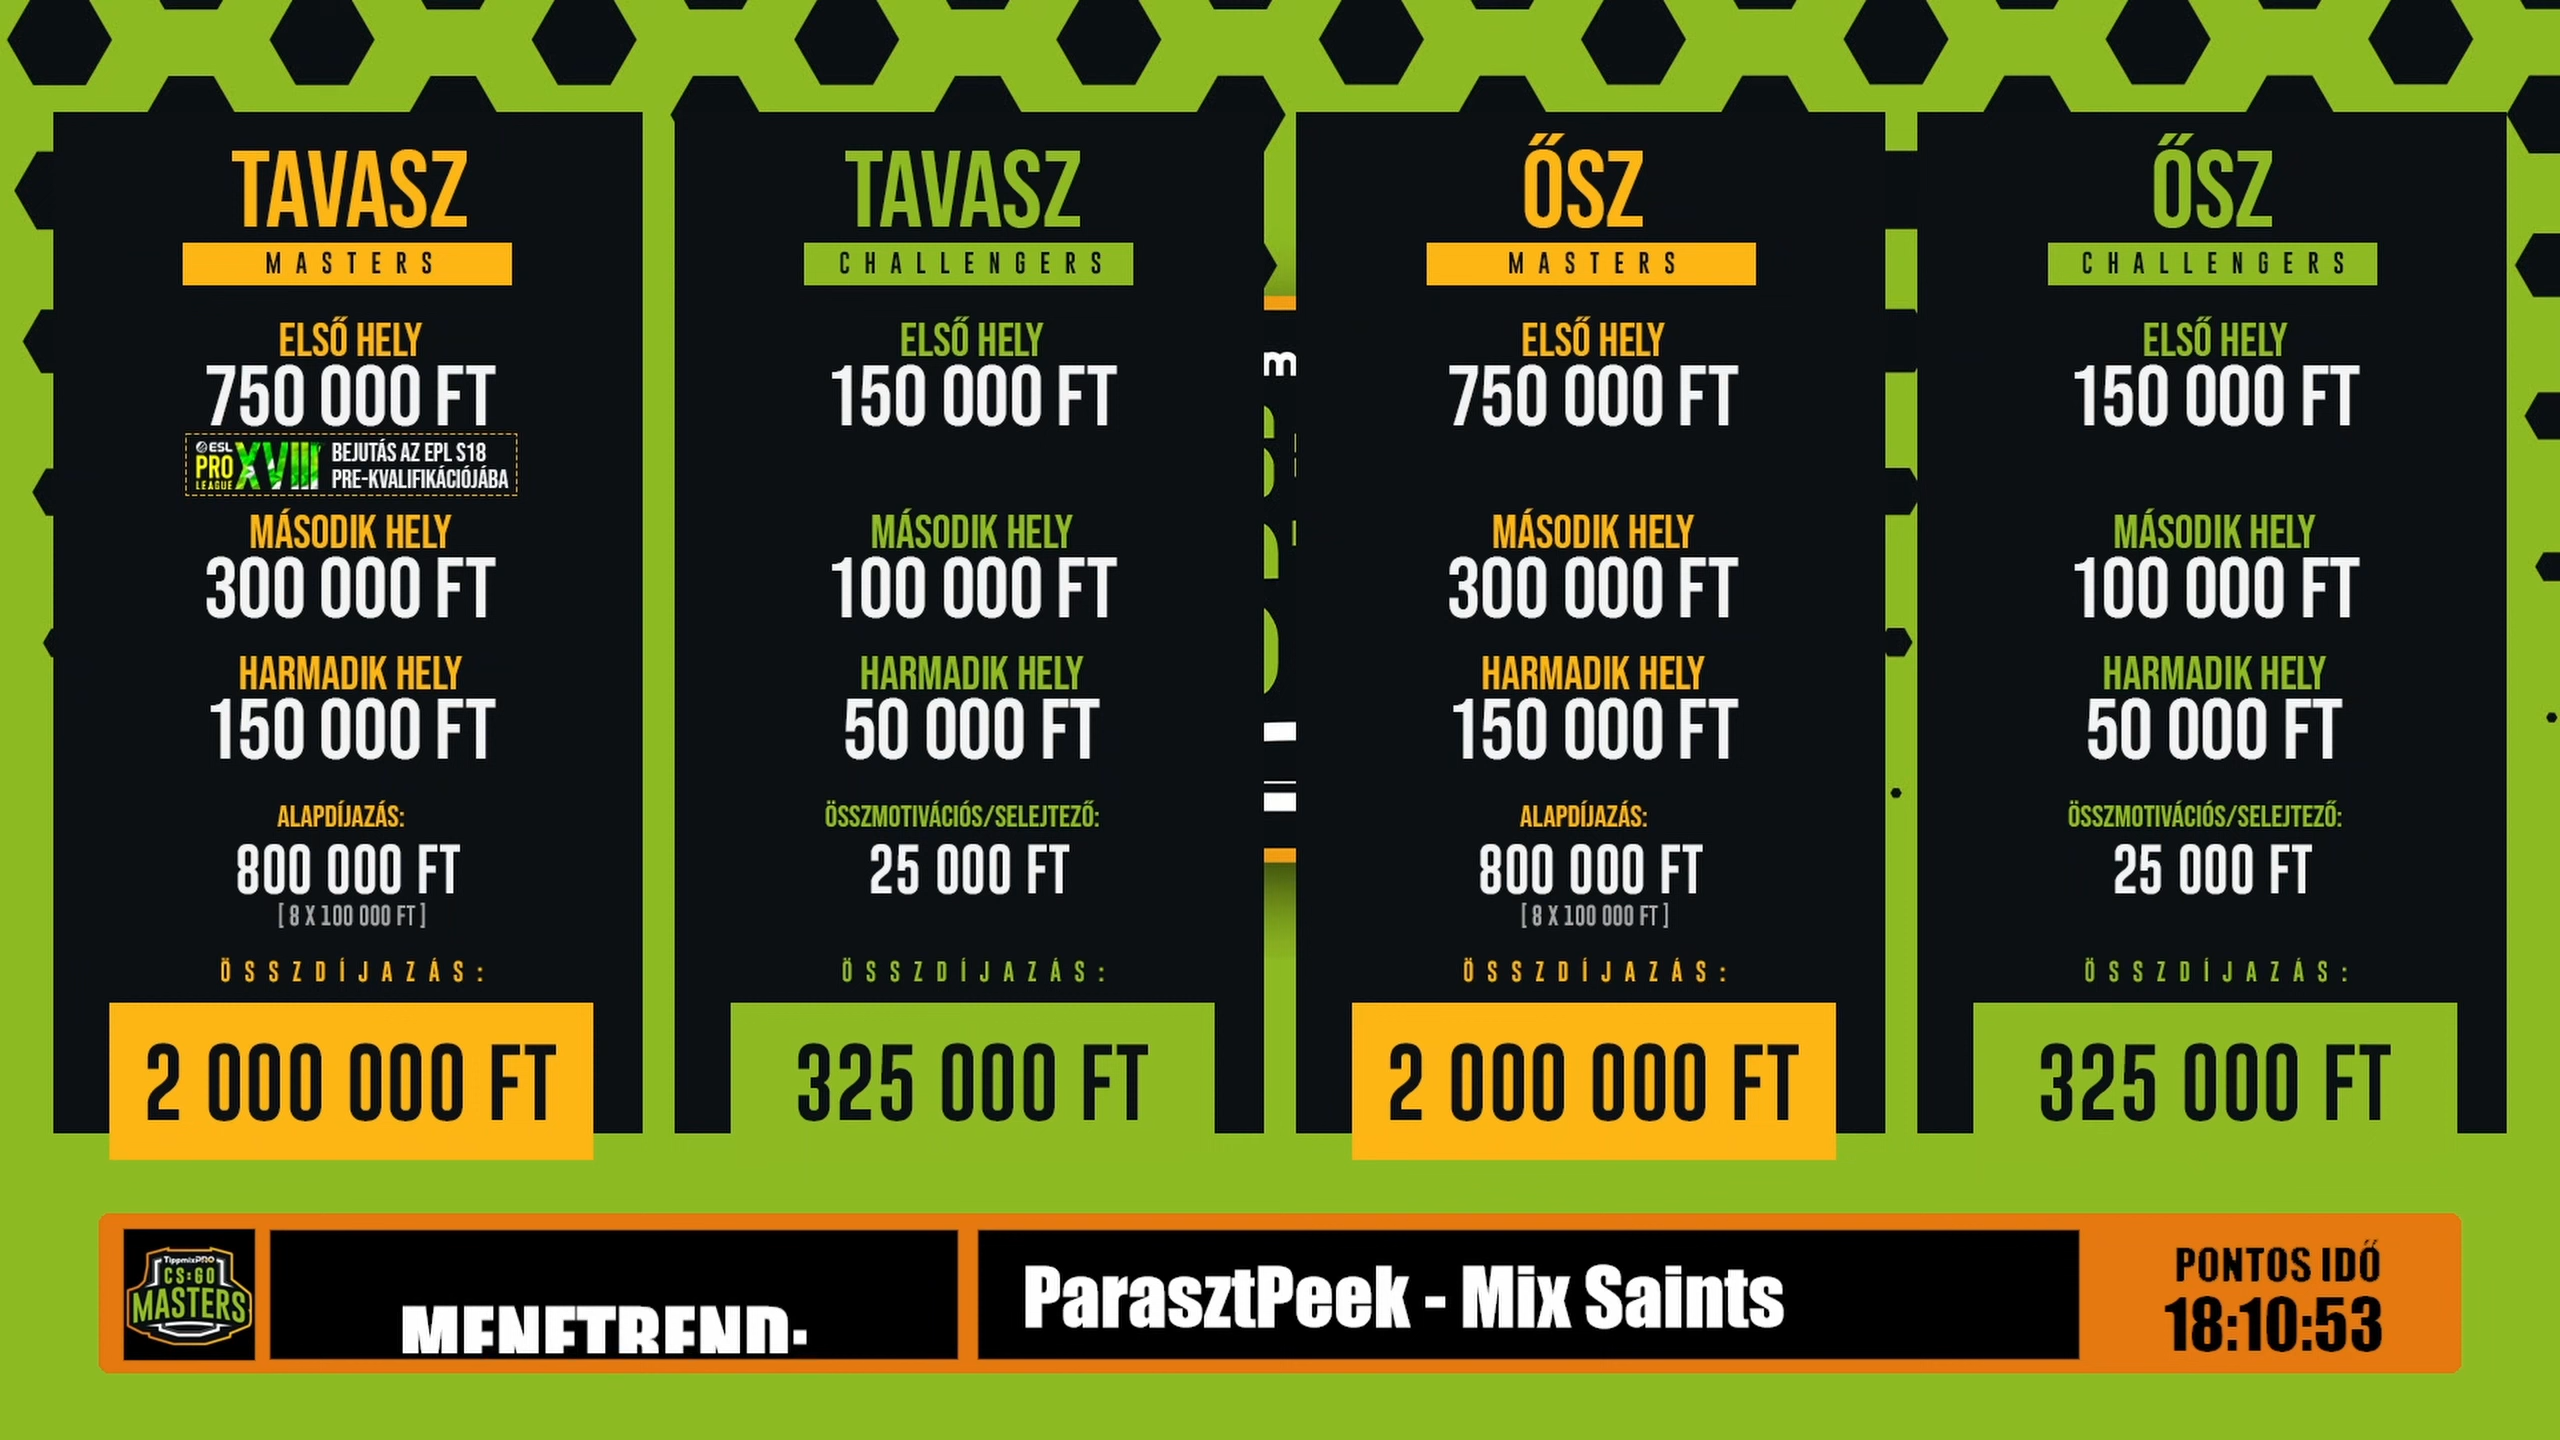 TAVASZ
MASTERS
ELSŐ HELY
750 000 FT
ESL
PRO
LEAGUE
XVIII
BEJUTÁS AZ EPL S18
PRE-KVALIFIKÁCIÓJÁBA
MÁSODIK HELY
300 000 FT
HARMADIK HELY
150 000 FT
ALAPDÍJAZÁS:
800 000 FT
[ 8 X 100 000 FT ]
ÖSSZDÍJAZÁS:
2 000 000 FT
TAVASZ
CHALLENGERS
ELSŐ HELY
150 000 FT
MÁSODIK HELY
100 000 FT
HARMADIK HELY
50 000 FT
ÖSSZMOTIVÁCIÓS/SELEJTEZŐ:
25 000 FT
ÖSSZDÍJAZÁS:
325 000 FT
m
ŐSZ
MASTERS
ELSŐ HELY
750 000 FT
MÁSODIK HELY
300 000 FT
HARMADIK HELY
150 000 FT
ALAPDÍJAZÁS:
800 000 FT
[ 8 X 100 000 FT ]
ÖSSZDÍJAZÁS:
2 000 000 FT
ŐSZ
CHALLENGERS
ELSŐ HELY
150 000 FT
MÁSODIK HELY
100 000 FT
HARMADIK HELY
50 000 FT
ÖSSZMOTIVÁCIÓS/SELEJTEZŐ:
25 000 FT
ÖSSZDÍJAZÁS:
325 000 FT
TippmixPRO
CS:GO
MASTERS
MENETREND:
ParasztPeek - Mix Saints
PONTOS IDŐ
18:10:53